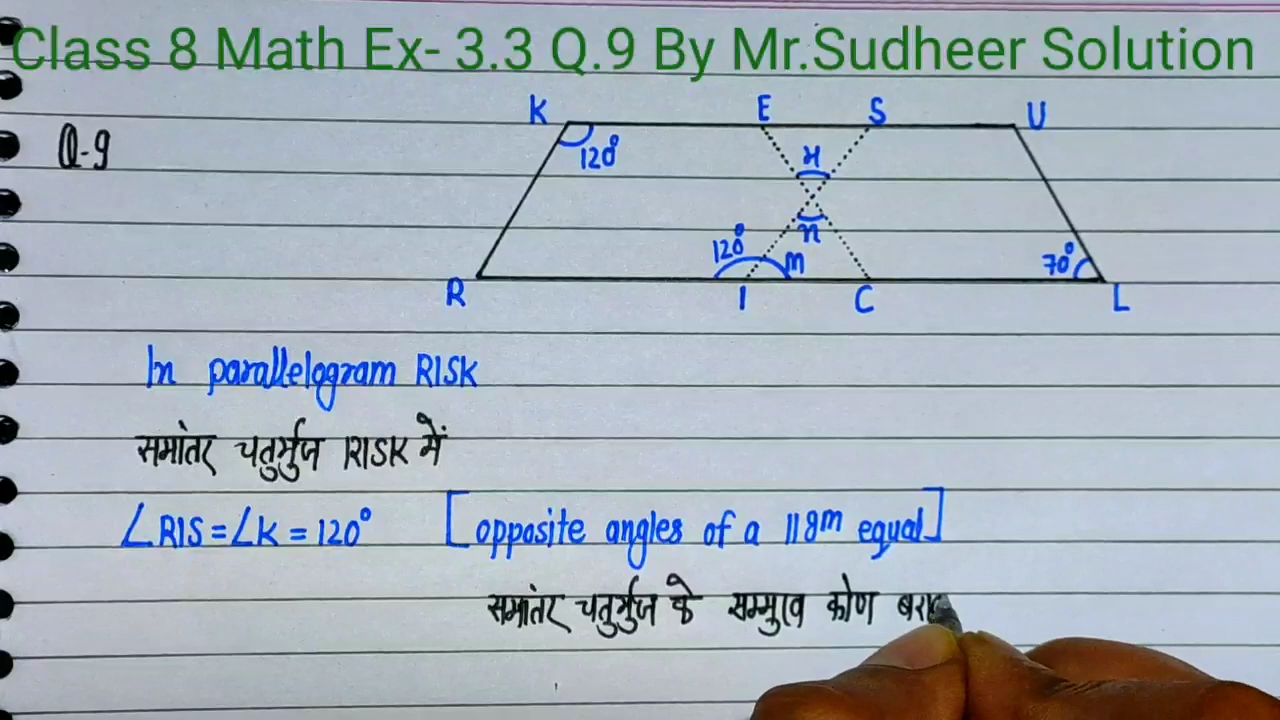 Class 8 Math Ex- 3.3 Q.9 By Mr.Sudheer Solution
Q-9
K E S U
120°
x
n
120° m
70°
R I C L
In parallelogram RISK
समांतर चतुर्भुज RISK में
∠RIS = ∠K = 120° [opposite angles of a ||gm equal]
समांतर चतुर्भुज के सम्मुख कोण